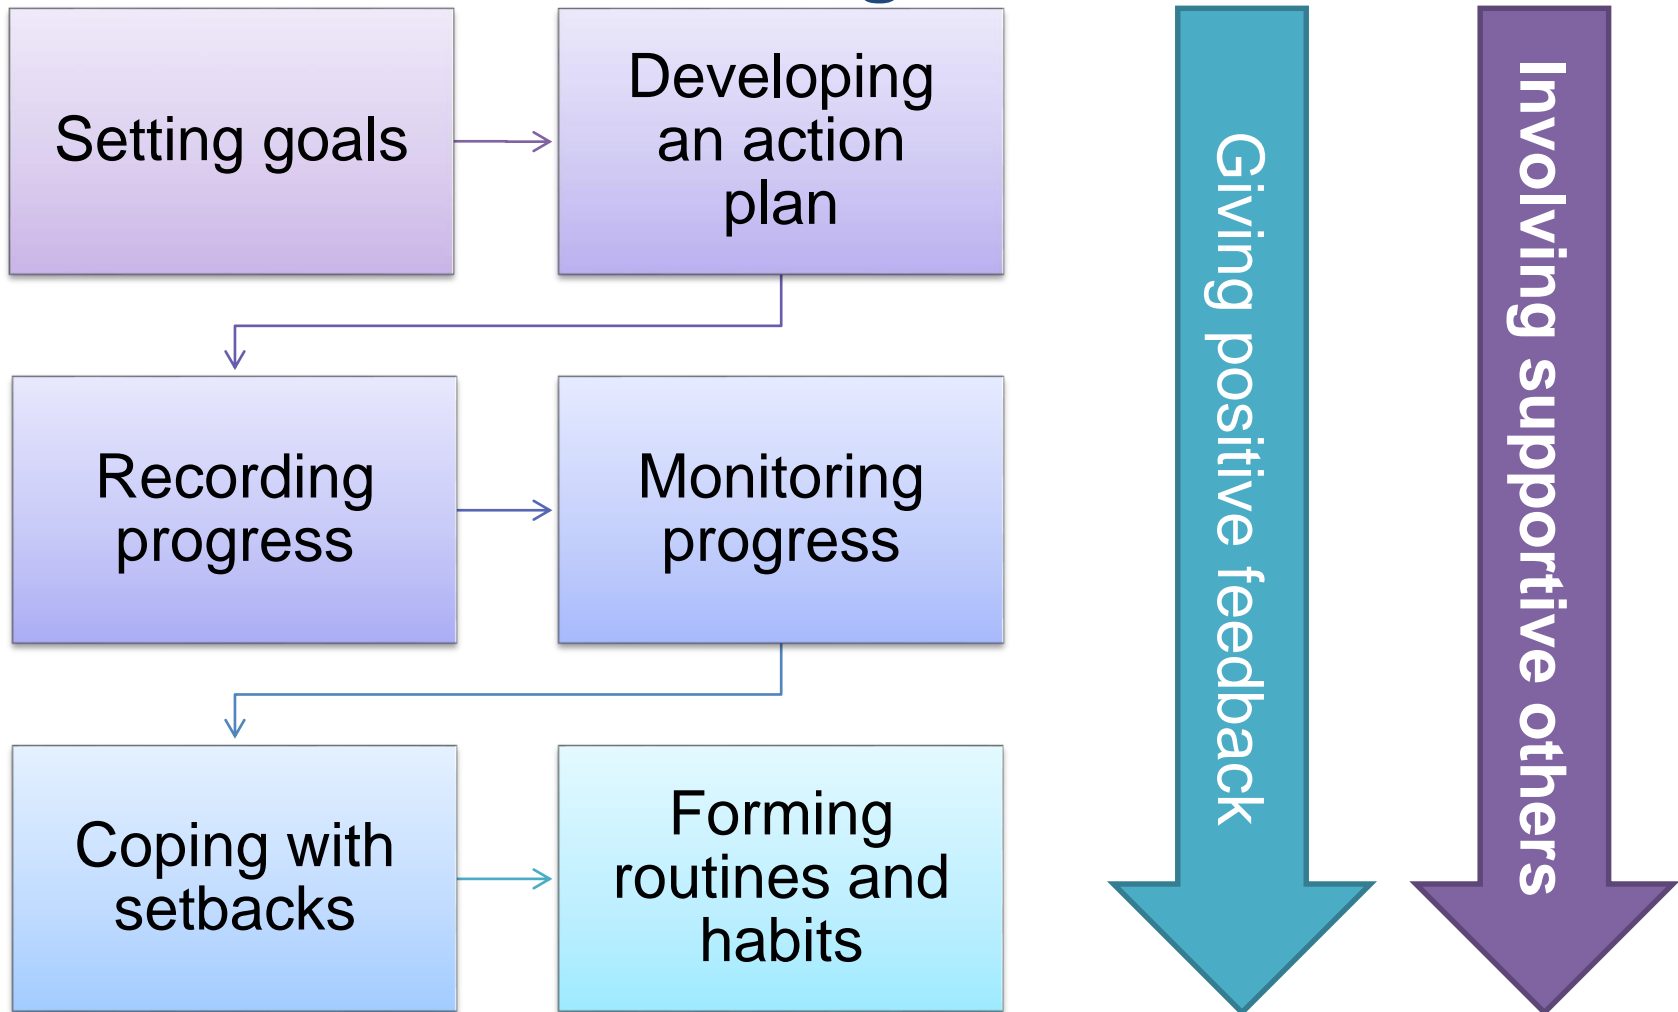 Setting goals
Developing
an action
plan
Recording
progress
Monitoring
progress
Coping with
setbacks
Forming
routines and
habits
Giving positive feedback
Involving supportive others